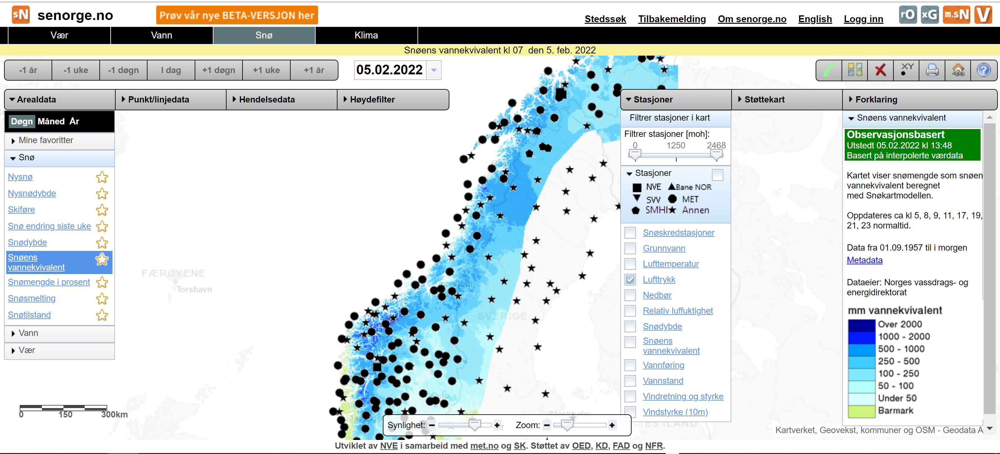 sN senorge.no
Prøv vår nye BETA-VERSJON her
Stedssøk Tilbakemelding Om senorge.no English Logg inn
rO xG m.sN V
Vær Vann Snø Klima
Snøens vannekvivalent kl 07 den 5. feb. 2022
-1 år -1 uke -1 døgn I dag +1 døgn +1 uke +1 år
05.02.2022
XY
Arealdata Punkt/linjedata Hendelsedata Høydefilter
Stasjoner Støttekart Forklaring
Døgn Måned År
Mine favoritter
Snø
Nysnø
Nysnødybde
Skiføre
Snø endring siste uke
Snødybde
Snøens
vannekvivalent
Snømengde i prosent
Snøsmelting
Snøtilstand
Vann
Vær
FÆRØYENE
Torshavn
SVERIGE
Oslo
Stockholm
ESTLAND
0 150 300km
Filtrer stasjoner i kart
Filtrer stasjoner [moh]:
0 1250 2468
Stasjoner
NVE Bane NOR
SVV MET
SMHI Annen
Snøskredstasjoner
Grunnvann
Lufttemperatur
Lufttrykk
Nedbør
Relativ luffuktighet
Snødybde
Snøens
vannekvivalent
Vannføring
Vannstand
Vindretning og styrke
Vindstyrke (10m)
Snøens vannekvivalent
Observasjonsbasert
Utstedt 05.02.2022 kl 13:48
Basert på interpolerte værdata
Kartet viser snømengde som snøen
vannekvivalent beregnet
med Snøkartmodellen.
Oppdateres ca kl 5, 8, 9, 11, 17, 19,
21, 23 normaltid.
Data fra 01.09.1957 til i morgen
Metadata
Dataeier: Norges vassdrags- og
energidirektorat
mm vannekvivalent
Over 2000
1000 - 2000
500 - 1000
250 - 500
100 - 250
50 - 100
Under 50
Barmark
Synlighet: Zoom:
Kartverket, Geovekst, kommuner og OSM - Geodata A
Utviklet av NVE i samarbeid med met.no og SK. Støttet av OED, KD, FAD og NFR.